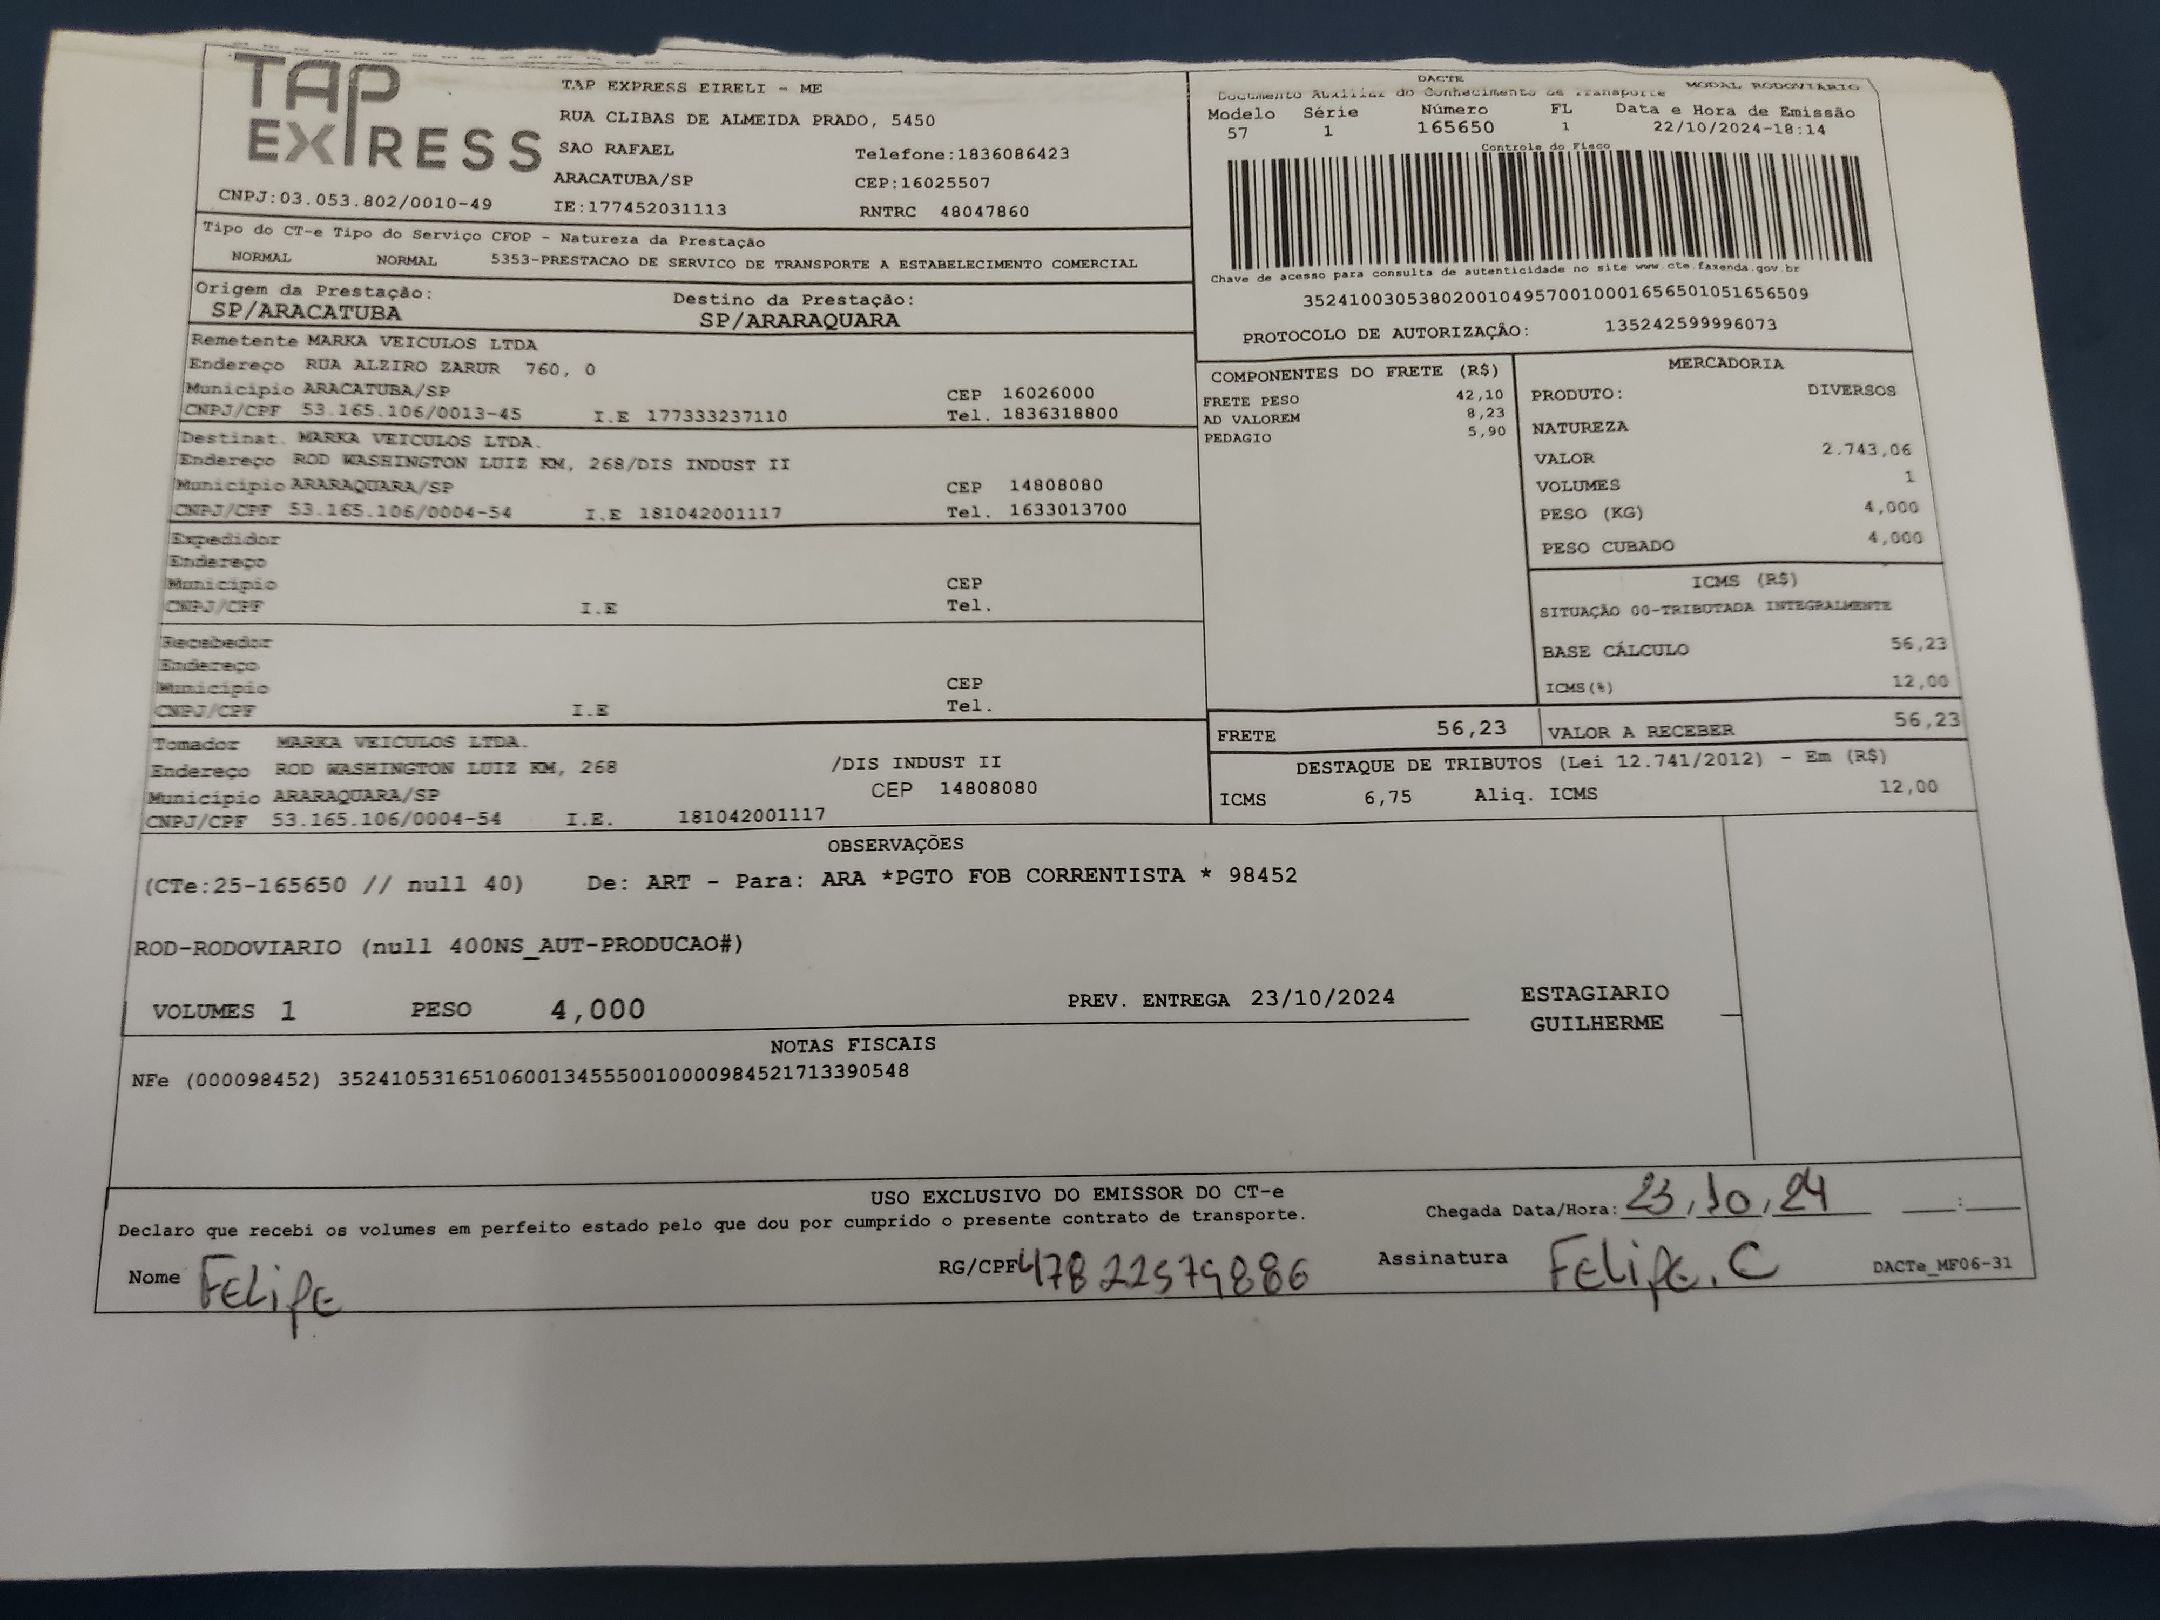 TAP
EXPRESS
CNPJ:03.053.802/0010-49
TAP EXPRESS EIRELI - ME
RUA CLIBAS DE ALMEIDA PRADO, 5450
SAO RAFAEL Telefone:1836086423
ARACATUBA/SP CEP:16025507
IE:177452031113 RNTRC 48047860
DACTE
Documento Auxiliar do Conhecimento de Transporte MODAL RODOVIARIO
Modelo Série Número FL Data e Hora de Emissão
57 1 165650 1 22/10/2024-18:14
Controle do Fisco
Chave de acesso para consulta de autenticidade no site www.cte.fazenda.gov.br
35241003053802001049570010001656501051656509
PROTOCOLO DE AUTORIZAÇÃO: 135242599996073
Tipo do CT-e Tipo do Serviço CFOP - Natureza da Prestação
NORMAL NORMAL 5353-PRESTACAO DE SERVICO DE TRANSPORTE A ESTABELECIMENTO COMERCIAL
Origem da Prestação: Destino da Prestação:
SP/ARACATUBA SP/ARARAQUARA
Remetente MARKA VEICULOS LTDA
Endereço RUA ALZIRO ZARUR 760, 0
Município ARACATUBA/SP CEP 16026000
CNPJ/CPF 53.165.106/0013-45 I.E 177333237110 Tel. 1836318800
Destinat. MARKA VEICULOS LTDA.
Endereço ROD WASHINGTON LUIZ KM, 268/DIS INDUST II
Município ARARAQUARA/SP CEP 14808080
CNPJ/CPF 53.165.106/0004-54 I.E 181042001117 Tel. 1633013700
Expedidor
Endereço
Município CEP
CNPJ/CPF I.E Tel.
Recebedor
Endereço
Município CEP
CNPJ/CPF I.E Tel.
Tomador MARKA VEICULOS LTDA.
Endereço ROD WASHINGTON LUIZ KM, 268 /DIS INDUST II
Município ARARAQUARA/SP CEP 14808080
CNPJ/CPF 53.165.106/0004-54 I.E. 181042001117
COMPONENTES DO FRETE (R$)
FRETE PESO 42,10
AD VALOREM 8,23
PEDAGIO 5,90
MERCADORIA
PRODUTO: DIVERSOS
NATUREZA
VALOR 2.743,06
VOLUMES 1
PESO (KG) 4,000
PESO CUBADO 4,000
ICMS (R$)
SITUAÇÃO 00-TRIBUTADA INTEGRALMENTE
BASE CÁLCULO 56,23
ICMS(%) 12,00
FRETE 56,23 VALOR A RECEBER 56,23
DESTAQUE DE TRIBUTOS (Lei 12.741/2012) - Em (R$)
ICMS 6,75 Aliq. ICMS 12,00
OBSERVAÇÕES
(CTe:25-165650 // null 40) De: ART - Para: ARA *PGTO FOB CORRENTISTA * 98452
ROD-RODOVIARIO (null 400NS_AUT-PRODUCAO#)
VOLUMES 1 PESO 4,000 PREV. ENTREGA 23/10/2024 ESTAGIARIO
GUILHERME
NOTAS FISCAIS
NFe (000098452) 35241053165106001345550010000984521713390548
USO EXCLUSIVO DO EMISSOR DO CT-e
Declaro que recebi os volumes em perfeito estado pelo que dou por cumprido o presente contrato de transporte. Chegada Data/Hora: 23/10/24 __:__
Nome Felipe RG/CPF 47822579886 Assinatura Felipe. C DACTe_MF06-31